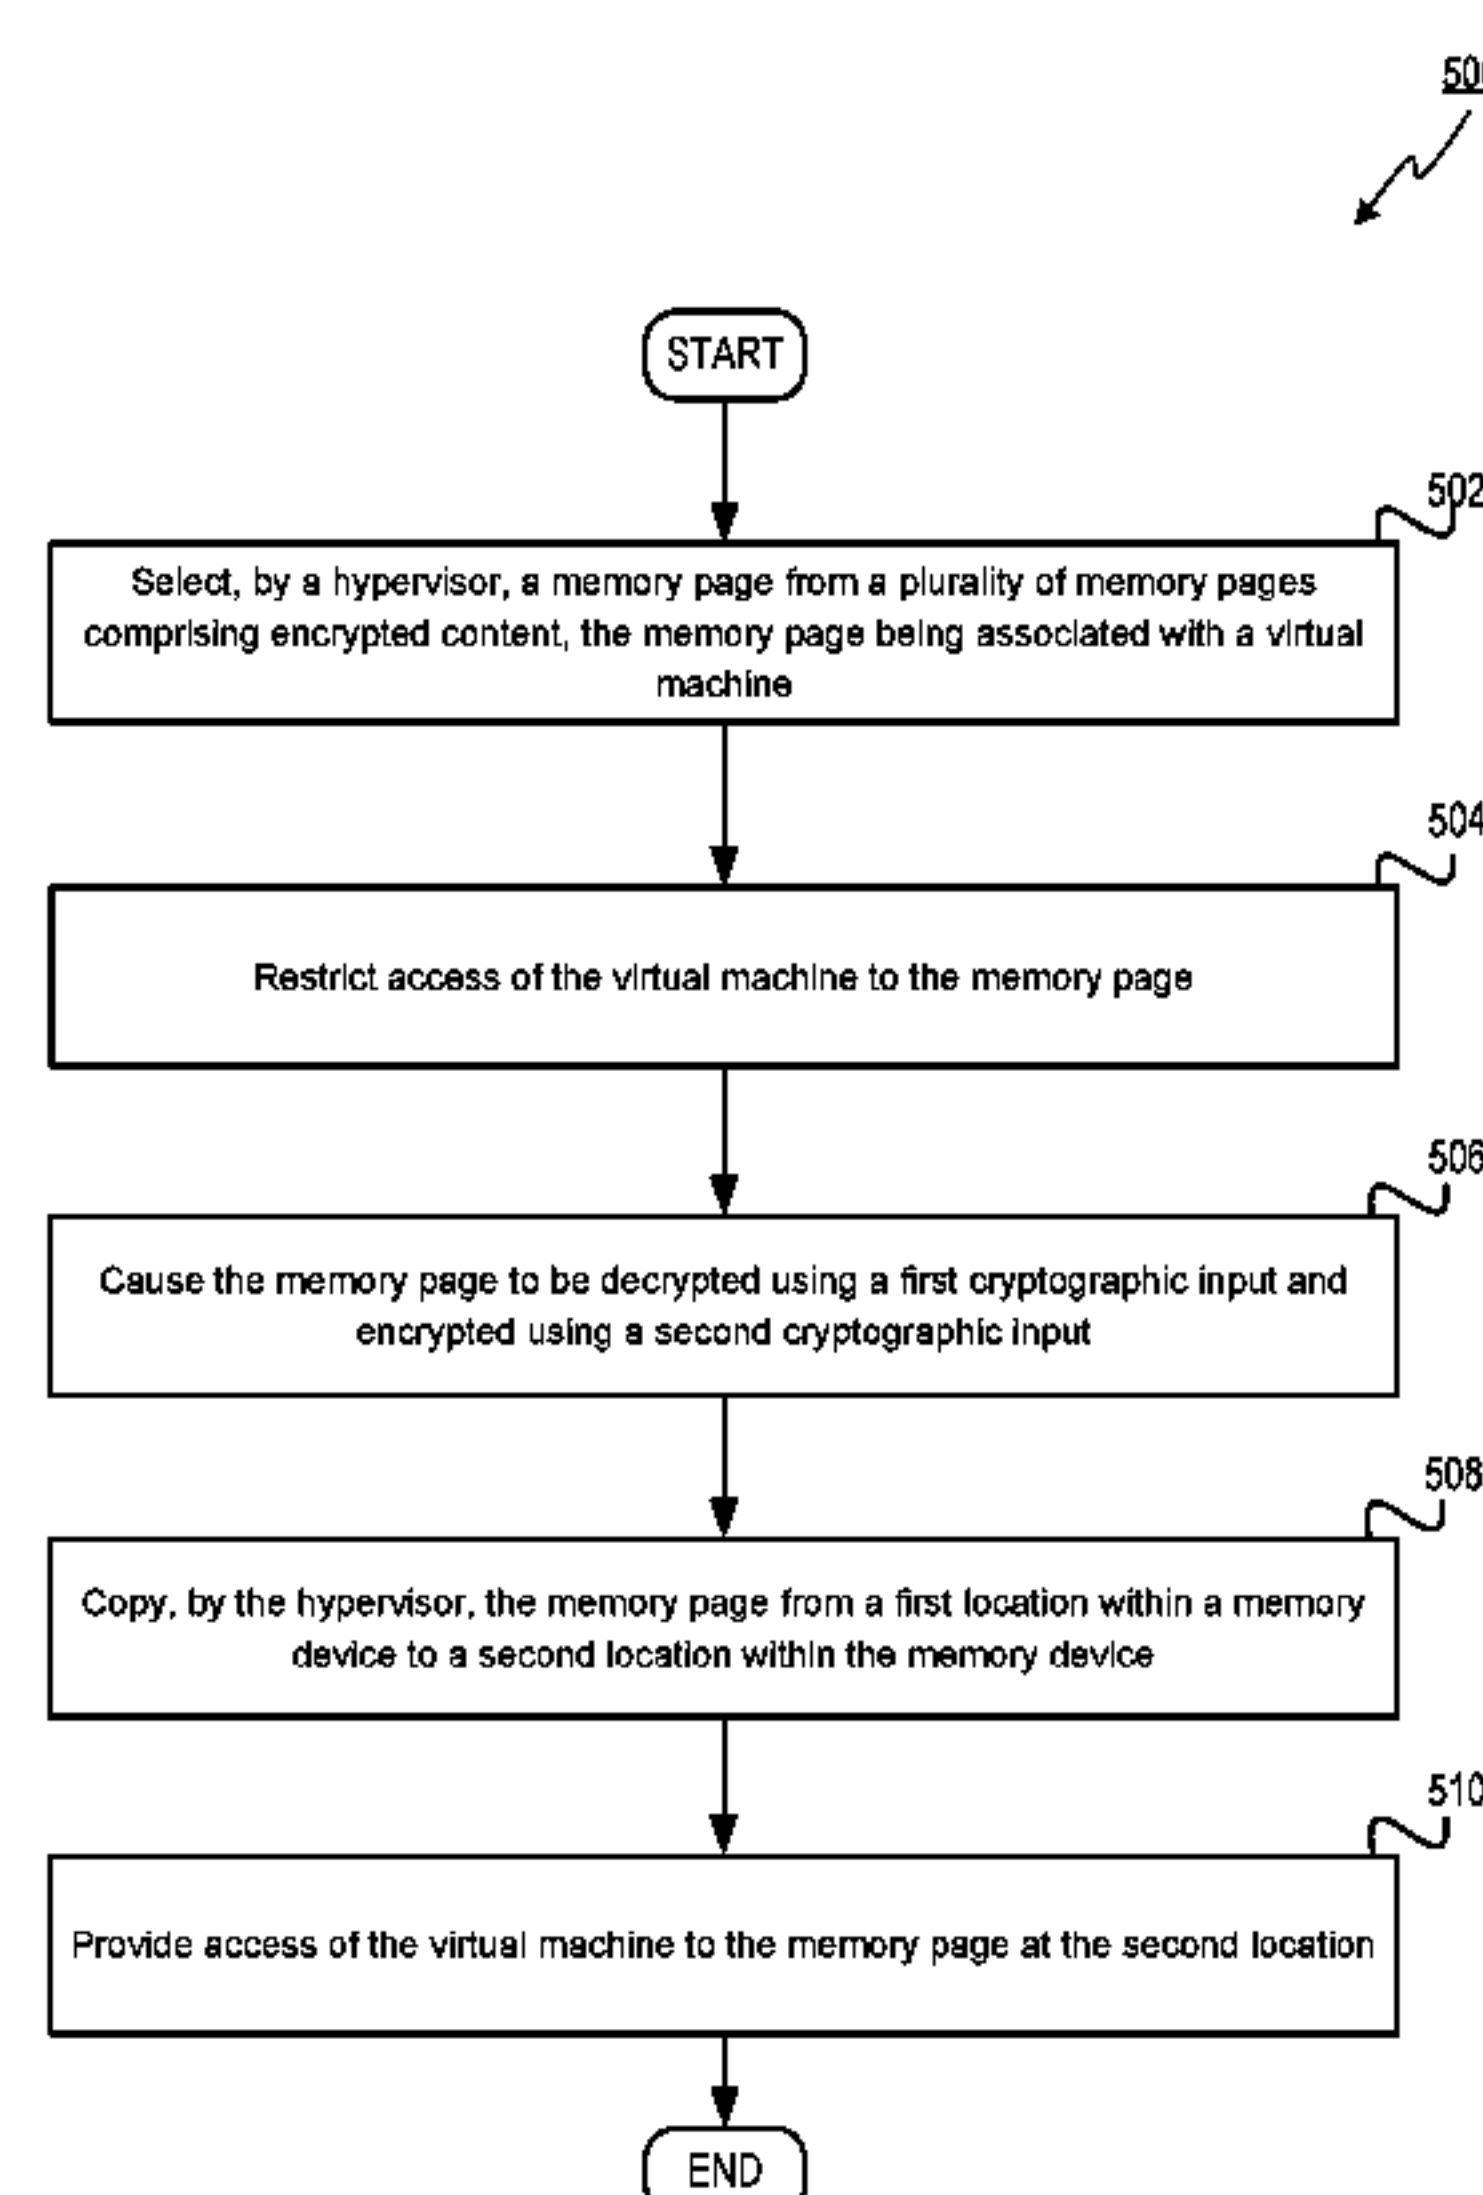 START
502
Select, by a hypervisor, a memory page from a plurality of memory pages
comprising encrypted content, the memory page being associated with a virtual
machine
504
Restrict access of the virtual machine to the memory page
506
Cause the memory page to be decrypted using a first cryptographic input and
encrypted using a second cryptographic input
508
Copy, by the hypervisor, the memory page from a first location within a memory
device to a second location within the memory device
510
Provide access of the virtual machine to the memory page at the second location
END